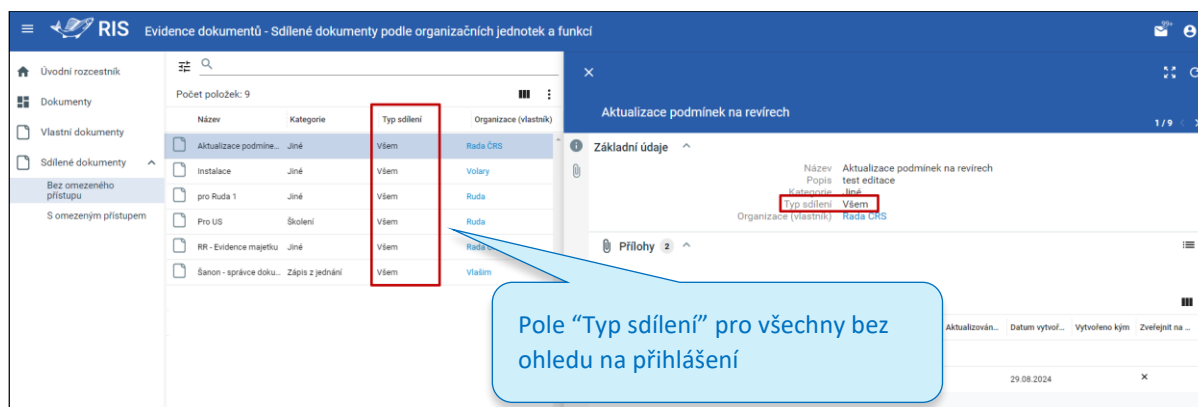 RIS Evidence dokumentů - Sdílené dokumenty podle organizačních jednotek a funkcí
99+
Úvodní rozcestník
Dokumenty
Vlastní dokumenty
Sdílené dokumenty
Bez omezeného
přístupu
S omezeným přístupem
Počet položek: 9
Název Kategorie Typ sdílení Organizace (vlastník)
Aktualizace podmíne... Jiné Všem Rada ČRS
Instalace Jiné Všem Volary
pro Ruda 1 Jiné Všem Ruda
Pro US Školení Všem Ruda
RR - Evidence majetku Jiné Všem Rada
Šanon - správce doku... Zápis z jednání Všem Vlašim
Aktualizace podmínek na revírech
1/9
Základní údaje
Název Aktualizace podmínek na revírech
Popis test editace
Kategorie Jiné
Typ sdílení Všem
Organizace (vlastník) Rada ČRS
Přílohy 2
Aktualizován... Datum vytvoř... Vytvořeno kým Zveřejnit na ...
29.08.2024
Pole “Typ sdílení” pro všechny bez
ohledu na přihlášení